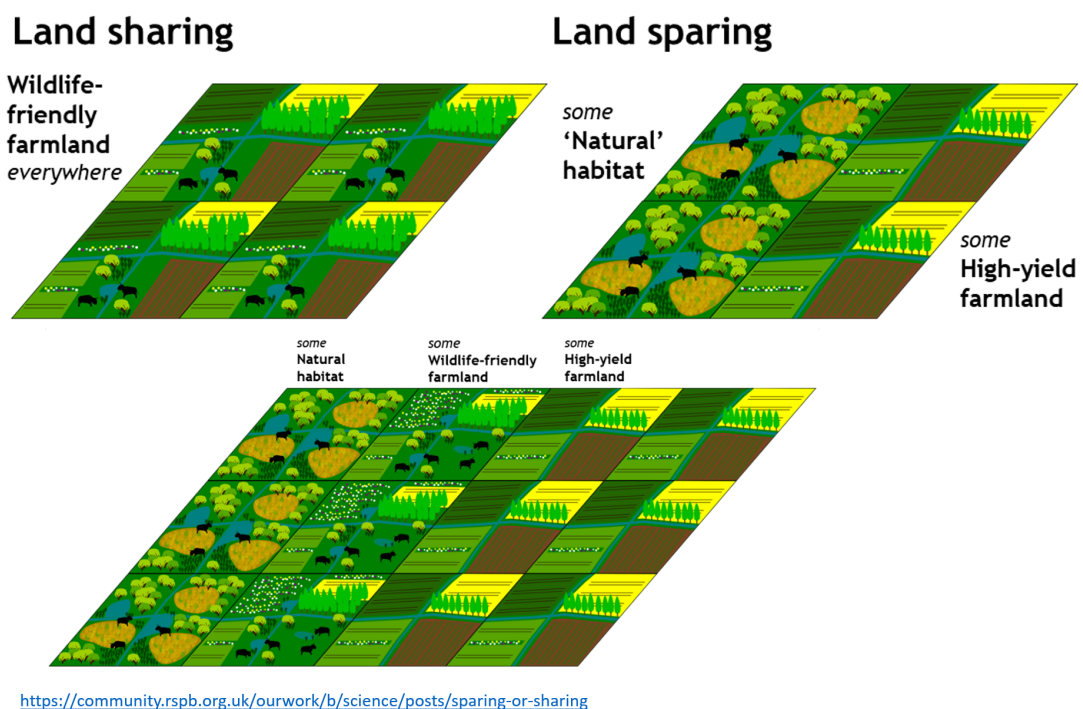 Land sharing
Land sparing
Wildlife-
friendly
farmland
everywhere
some
‘Natural’
habitat
some
High-yield
farmland
some
Natural
habitat
some
Wildlife-friendly
farmland
some
High-yield
farmland
https://community.rspb.org.uk/ourwork/b/science/posts/sparing-or-sharing